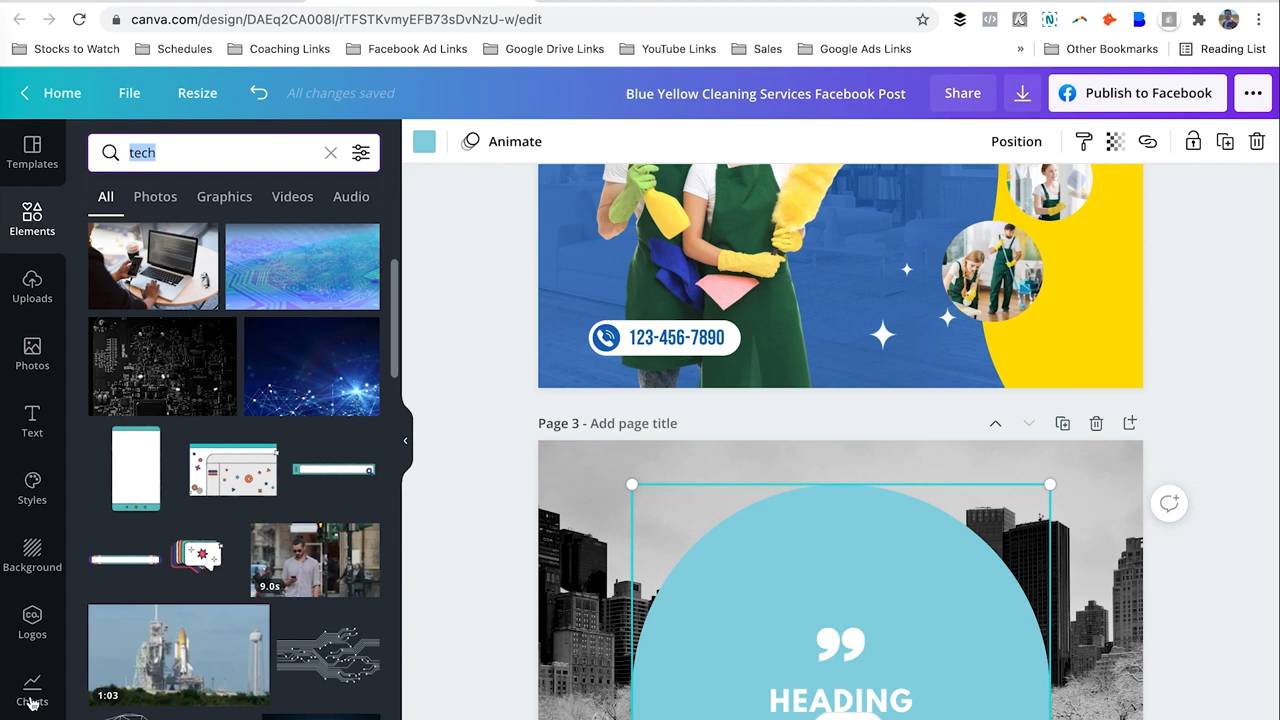 canva.com/design/DAEq2CA008I/rTFSTKvmyEFB73sDvNzU-w/edit
Stocks to Watch
Schedules
Coaching Links
Facebook Ad Links
Google Drive Links
YouTube Links
Sales
Google Ads Links
»
Other Bookmarks
Reading List
Home
File
Resize
All changes saved
Blue Yellow Cleaning Services Facebook Post
Share
Publish to Facebook
Templates
Elements
Uploads
Photos
Text
Styles
Background
CO.
Logos
Charts
tech
All
Photos
Graphics
Videos
Audio
9.0s
1:03
Animate
Position
123-456-7890
Page 3 - Add page title
HEADING